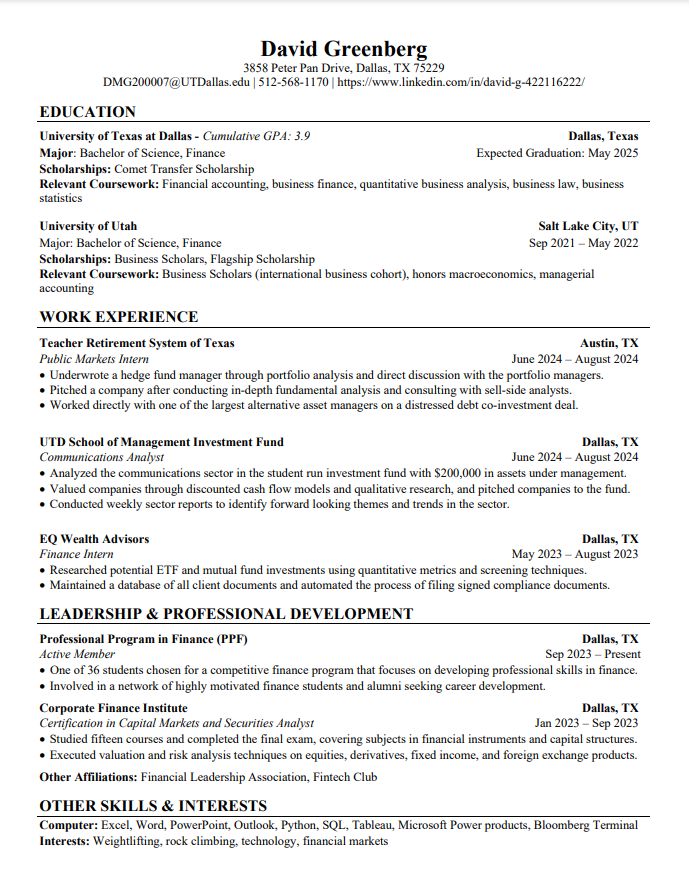 David Greenberg
3858 Peter Pan Drive, Dallas, TX 75229
DMG200007@UTDallas.edu | 512-568-1170 | https://www.linkedin.com/in/david-g-422116222/
EDUCATION
University of Texas at Dallas - Cumulative GPA: 3.9 Dallas, Texas
Major: Bachelor of Science, Finance Expected Graduation: May 2025
Scholarships: Comet Transfer Scholarship
Relevant Coursework: Financial accounting, business finance, quantitative business analysis, business law, business
statistics
University of Utah Salt Lake City, UT
Major: Bachelor of Science, Finance Sep 2021 – May 2022
Scholarships: Business Scholars, Flagship Scholarship
Relevant Coursework: Business Scholars (international business cohort), honors macroeconomics, managerial
accounting
WORK EXPERIENCE
Teacher Retirement System of Texas Austin, TX
Public Markets Intern June 2024 – August 2024
• Underwrote a hedge fund manager through portfolio analysis and direct discussion with the portfolio managers.
• Pitched a company after conducting in-depth fundamental analysis and consulting with sell-side analysts.
• Worked directly with one of the largest alternative asset managers on a distressed debt co-investment deal.
UTD School of Management Investment Fund Dallas, TX
Communications Analyst June 2024 – August 2024
• Analyzed the communications sector in the student run investment fund with $200,000 in assets under management.
• Valued companies through discounted cash flow models and qualitative research, and pitched companies to the fund.
• Conducted weekly sector reports to identify forward looking themes and trends in the sector.
EQ Wealth Advisors Dallas, TX
Finance Intern May 2023 – August 2023
• Researched potential ETF and mutual fund investments using quantitative metrics and screening techniques.
• Maintained a database of all client documents and automated the process of filing signed compliance documents.
LEADERSHIP & PROFESSIONAL DEVELOPMENT
Professional Program in Finance (PPF) Dallas, TX
Active Member Sep 2023 – Present
• One of 36 students chosen for a competitive finance program that focuses on developing professional skills in finance.
• Involved in a network of highly motivated finance students and alumni seeking career development.
Corporate Finance Institute Dallas, TX
Certification in Capital Markets and Securities Analyst Jan 2023 – Sep 2023
• Studied fifteen courses and completed the final exam, covering subjects in financial instruments and capital structures.
• Executed valuation and risk analysis techniques on equities, derivatives, fixed income, and foreign exchange products.
Other Affiliations: Financial Leadership Association, Fintech Club
OTHER SKILLS & INTERESTS
Computer: Excel, Word, PowerPoint, Outlook, Python, SQL, Tableau, Microsoft Power products, Bloomberg Terminal
Interests: Weightlifting, rock climbing, technology, financial markets